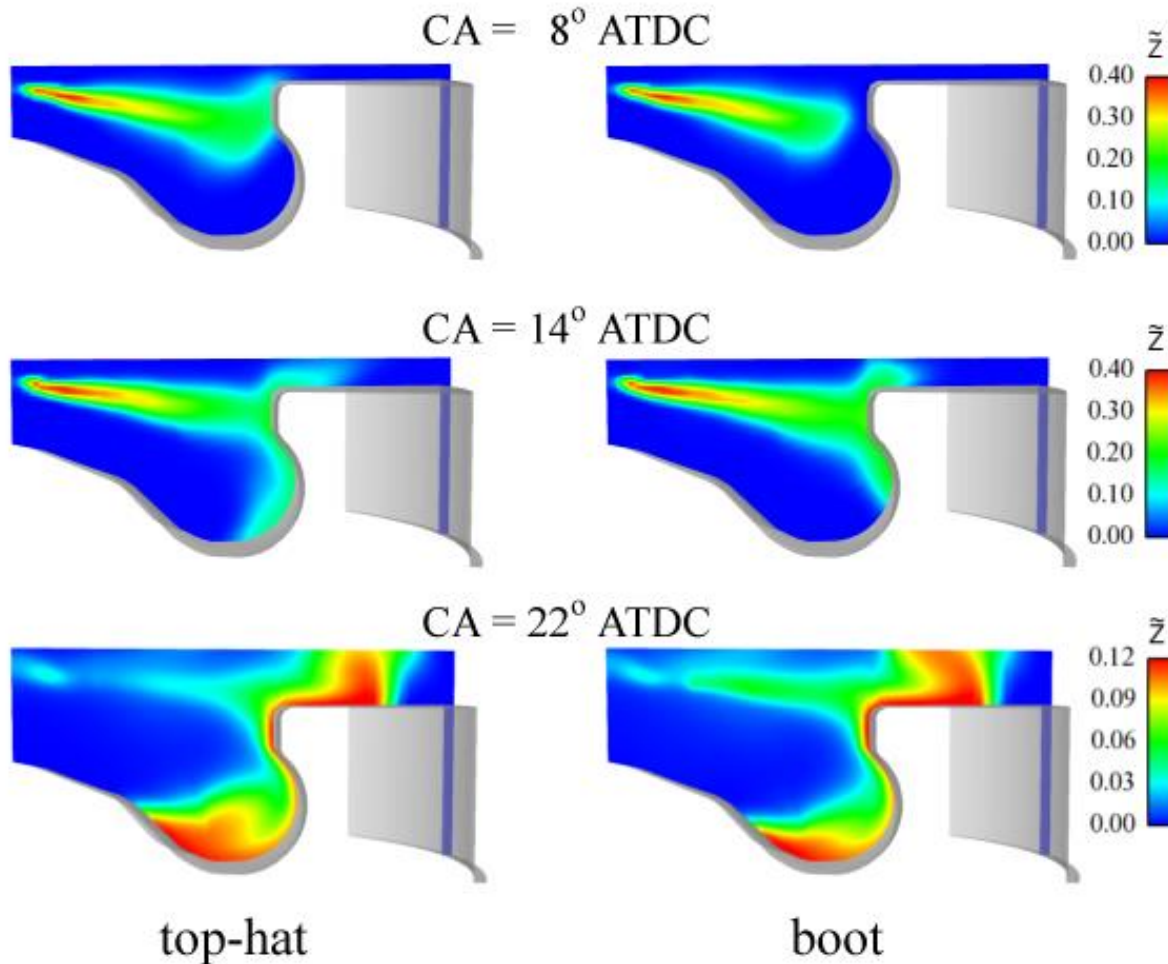 CA = 8° ATDC
Z̃
0.40
0.30
0.20
0.10
0.00
CA = 14° ATDC
Z̃
0.40
0.30
0.20
0.10
0.00
CA = 22° ATDC
Z̃
0.12
0.09
0.06
0.03
0.00
top-hat boot